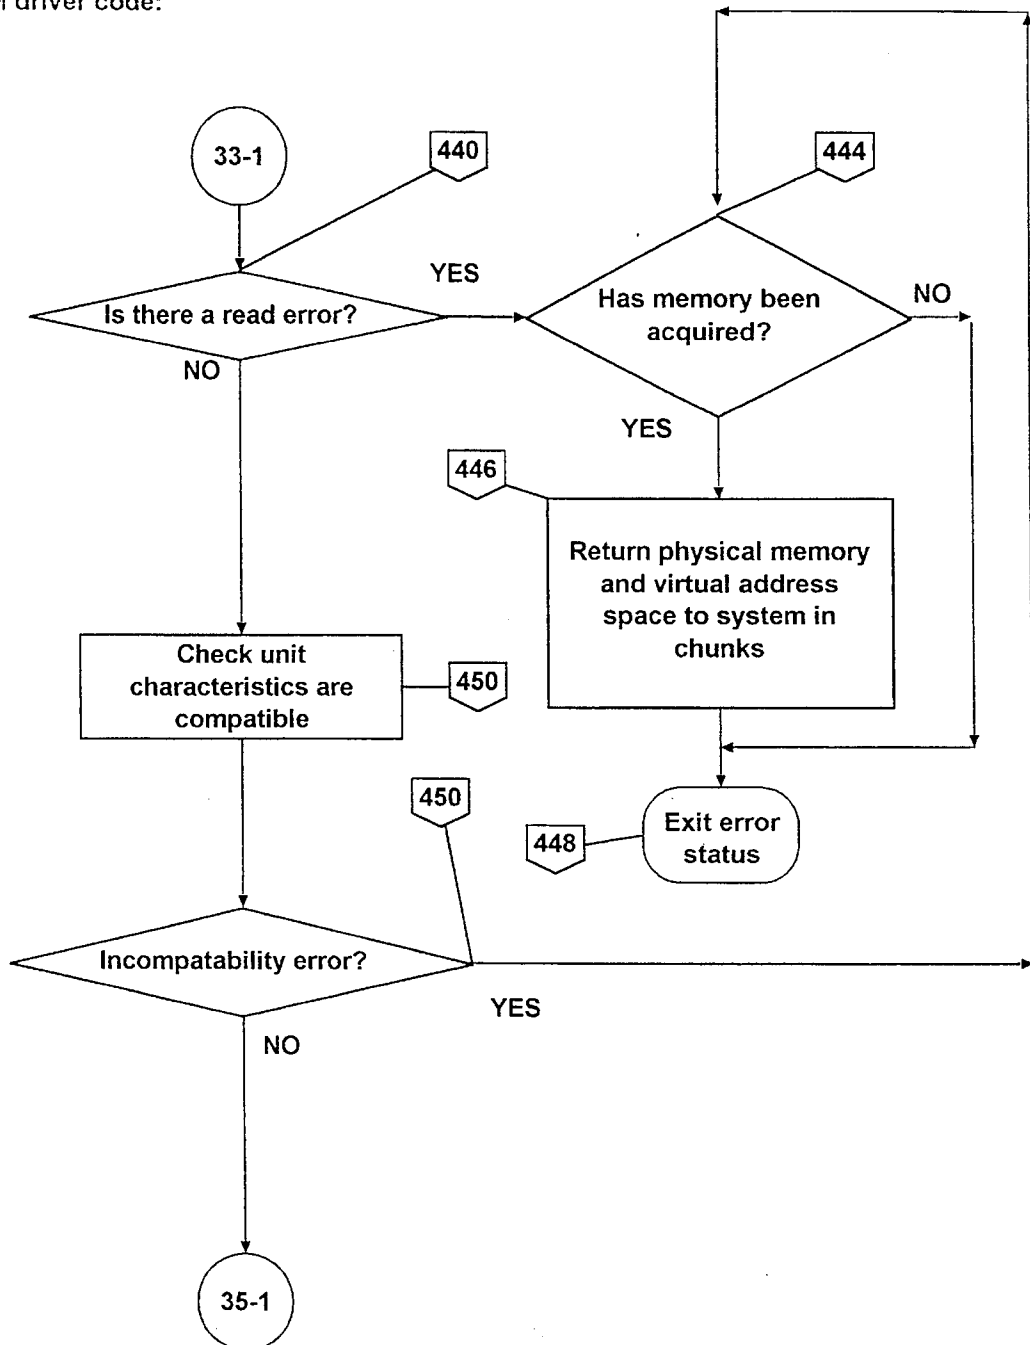 driver code:
33-1
440
444
Is there a read error?
YES
NO
Has memory been
acquired?
NO
YES
446
Return physical memory
and virtual address
space to system in
chunks
Check unit
characteristics are
compatible
450
450
448
Exit error
status
Incompatability error?
YES
NO
35-1